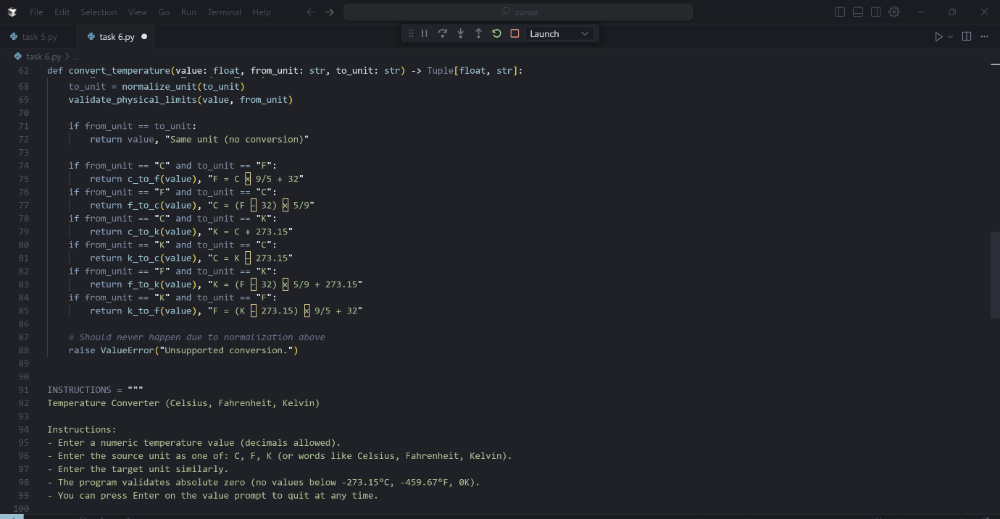 File Edit Selection View Go Run Terminal Help
.cursor
task 5.py
task 6.py
Launch
task 6.py > ...
62 def convert_temperature(value: float, from_unit: str, to_unit: str) -> Tuple[float, str]:
68 to_unit = normalize_unit(to_unit)
69 validate_physical_limits(value, from_unit)
70
71 if from_unit == to_unit:
72 return value, "Same unit (no conversion)"
73
74 if from_unit == "C" and to_unit == "F":
75 return c_to_f(value), "F = C × 9/5 + 32"
76 if from_unit == "F" and to_unit == "C":
77 return f_to_c(value), "C = (F − 32) × 5/9"
78 if from_unit == "C" and to_unit == "K":
79 return c_to_k(value), "K = C + 273.15"
80 if from_unit == "K" and to_unit == "C":
81 return k_to_c(value), "C = K − 273.15"
82 if from_unit == "F" and to_unit == "K":
83 return f_to_k(value), "K = (F − 32) × 5/9 + 273.15"
84 if from_unit == "K" and to_unit == "F":
85 return k_to_f(value), "F = (K − 273.15) × 9/5 + 32"
86
87 # Should never happen due to normalization above
88 raise ValueError("Unsupported conversion.")
89
90
91 INSTRUCTIONS = """
92 Temperature Converter (Celsius, Fahrenheit, Kelvin)
93
94 Instructions:
95 - Enter a numeric temperature value (decimals allowed).
96 - Enter the source unit as one of: C, F, K (or words like Celsius, Fahrenheit, Kelvin).
97 - Enter the target unit similarly.
98 - The program validates absolute zero (no values below -273.15°C, -459.67°F, 0K).
99 - You can press Enter on the value prompt to quit at any time.
100